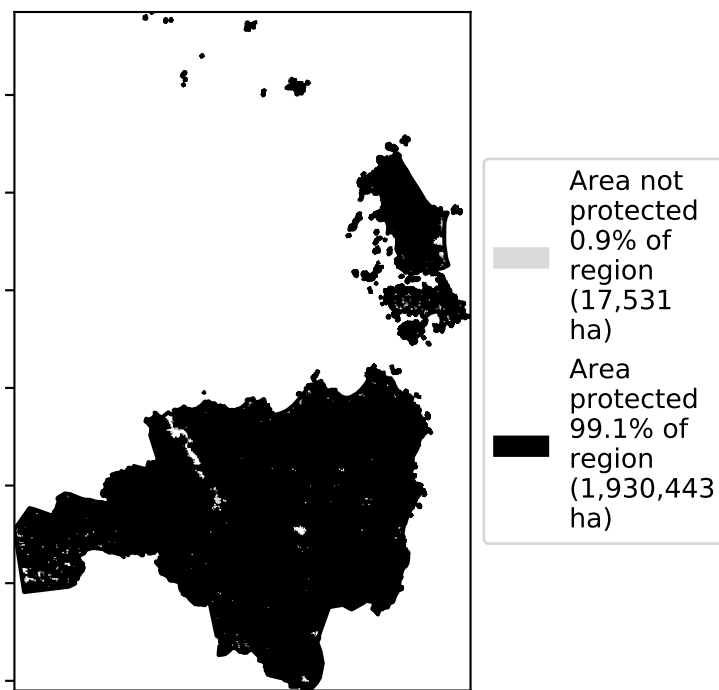 Area not
protected
0.9% of
region
(17,531
ha)
Area
protected
99.1% of
region
(1,930,443
ha)